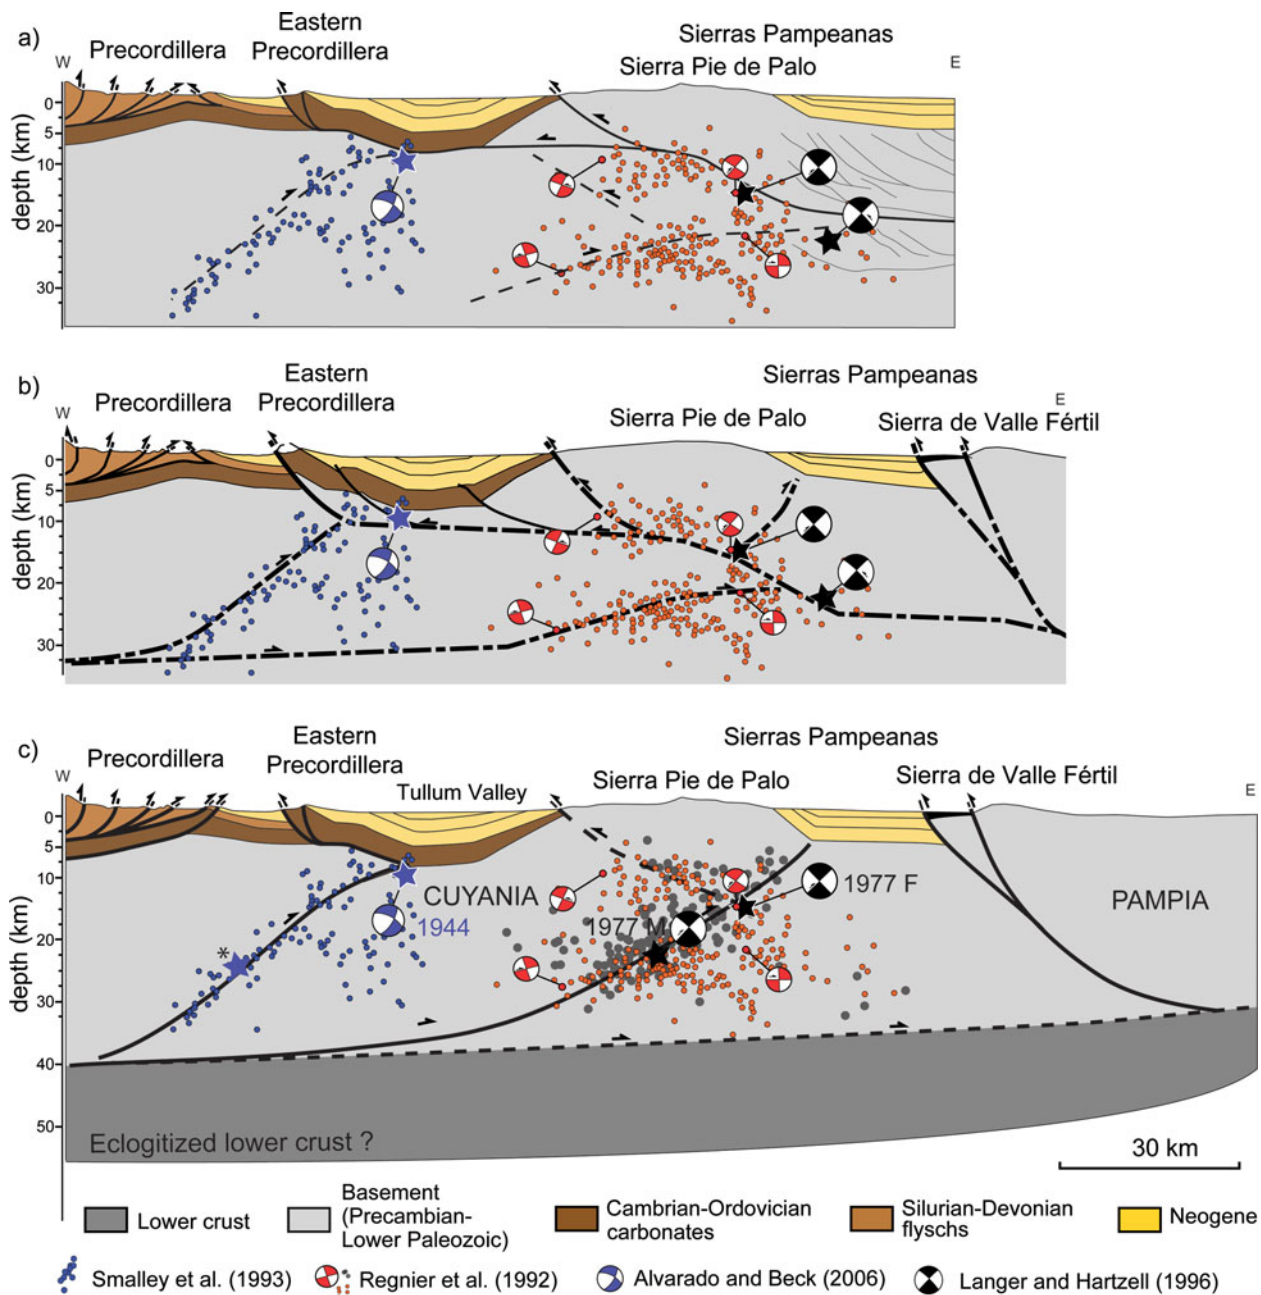 a)
Precordillera
Eastern
Precordillera
Sierras Pampeanas
Sierra Pie de Palo
W
E
depth (km)
0
5
10
20
30
b)
Precordillera
Eastern
Precordillera
Sierras Pampeanas
Sierra Pie de Palo
Sierra de Valle Fértil
W
E
depth (km)
0
5
10
20
30
c)
Precordillera
Eastern
Precordillera
Tullum Valley
Sierras Pampeanas
Sierra Pie de Palo
Sierra de Valle Fértil
W
E
depth (km)
0
5
10
20
30
40
50
CUYANIA
1944
*
1977 M
1977 F
PAMPIA
Eclogitized lower crust ?
30 km
Lower crust
Basement
(Precambian-
Lower Paleozoic)
Cambrian-Ordovician
carbonates
Silurian-Devonian
flyschs
Neogene
Smalley et al. (1993)
Regnier et al. (1992)
Alvarado and Beck (2006)
Langer and Hartzell (1996)